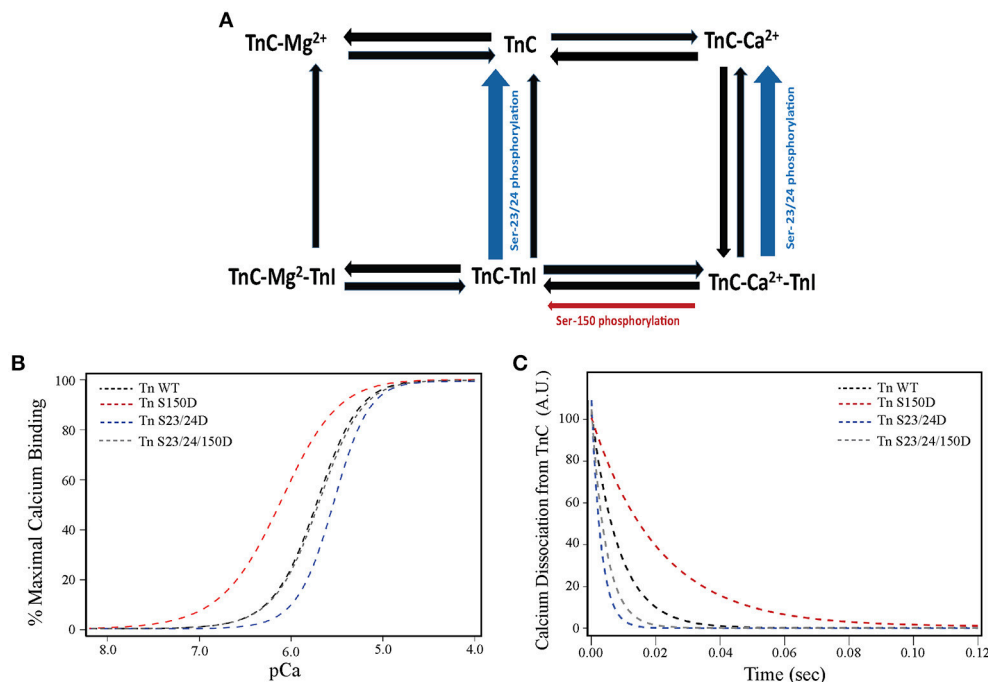 A
TnC-Mg2+
TnC
TnC-Ca2+
Ser-23/24 phosphorylation
Ser- 23/24 phosphorylation
TnC-Mg2-TnI
TnC-TnI
TnC-Ca2+-TnI
Ser-150 phosphorylation
B
% Maximal Calcium Binding
100
80
60
40
20
0
Tn WT
Tn S150D
Tn S23/24D
Tn S23/24/150D
8.0 7.0 6.0 5.0 4.0
pCa
C
Calcium Dissociation from TnC (A.U.)
100
80
60
40
20
0
Tn WT
Tn S150D
Tn S23/24D
Tn S23/24/150D
0.00 0.02 0.04 0.06 0.08 0.10 0.12
Time (sec)